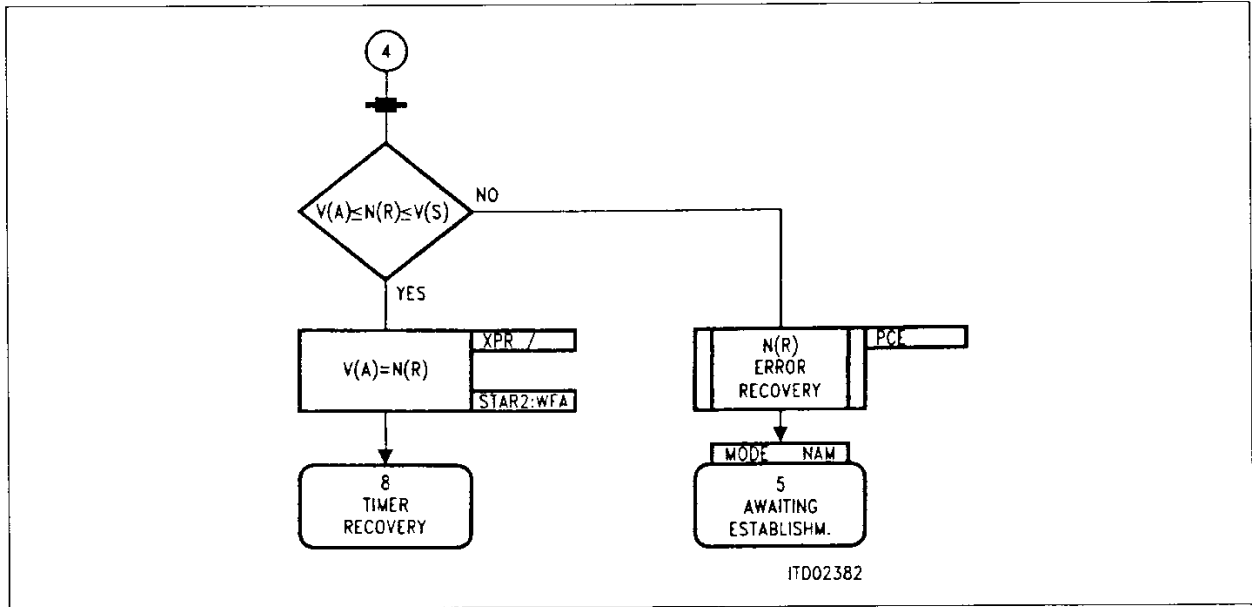 4
V(A)≤N(R)≤V(S)
NO
YES
V(A)=N(R)
XPR /
STAR2:WFA
N(R)
ERROR
RECOVERY
PCE
8
TIMER
RECOVERY
MODE NAM
5
AWAITING
ESTABLISHM.
ITD02382